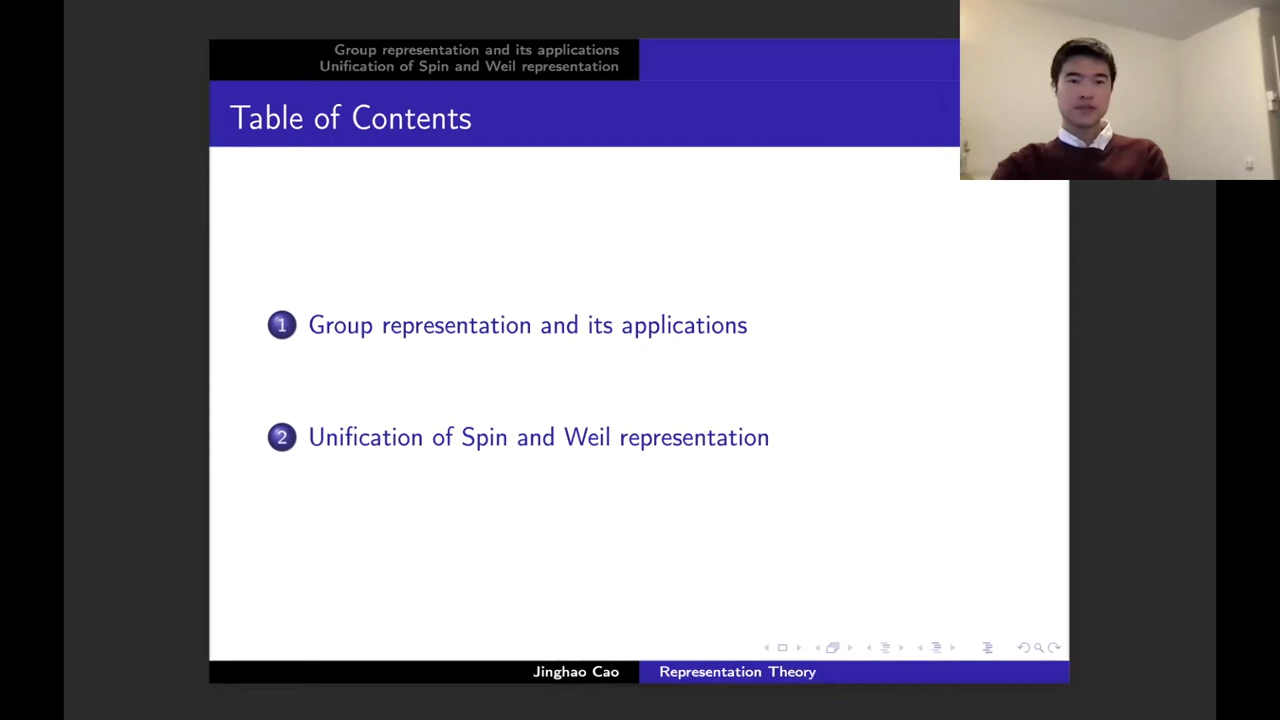 Group representation and its applications
Unification of Spin and Weil representation
Table of Contents
1 Group representation and its applications
2 Unification of Spin and Weil representation
Jinghao Cao Representation Theory